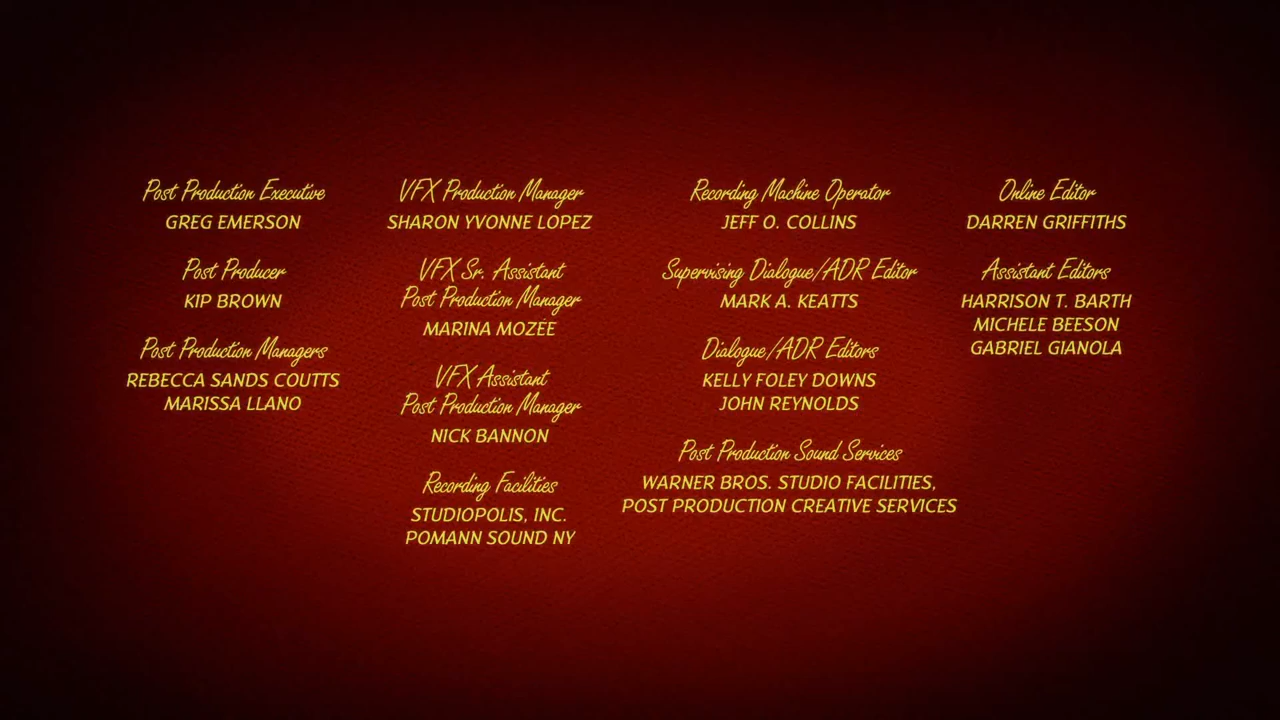 Post Production Executive
GREG EMERSON
Post Producer
KIP BROWN
Post Production Managers
REBECCA SANDS COUTTS
MARISSA LLANO
VFX Production Manager
SHARON YVONNE LOPEZ
VFX Sr. Assistant
Post Production Manager
MARINA MOZÉE
VFX Assistant
Post Production Manager
NICK BANNON
Recording Facilities
STUDIOPOLIS, INC.
POMANN SOUND NY
Recording Machine Operator
JEFF O. COLLINS
Supervising Dialogue/ADR Editor
MARK A. KEATTS
Dialogue/ADR Editors
KELLY FOLEY DOWNS
JOHN REYNOLDS
Post Production Sound Services
WARNER BROS. STUDIO FACILITIES,
POST PRODUCTION CREATIVE SERVICES
Online Editor
DARREN GRIFFITHS
Assistant Editors
HARRISON T. BARTH
MICHELE BEESON
GABRIEL GIANOLA